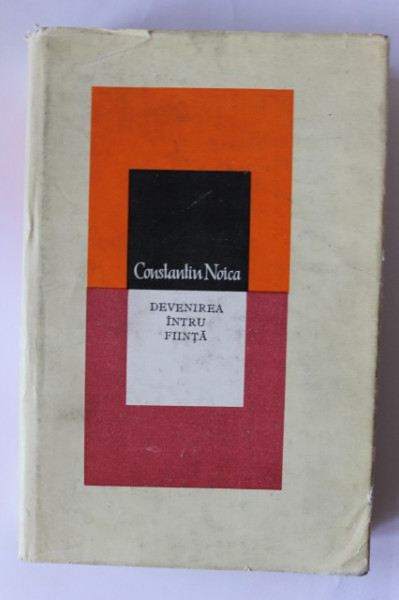 Constantin Noica
DEVENIREA
ÎNTRU
FIINȚĂ